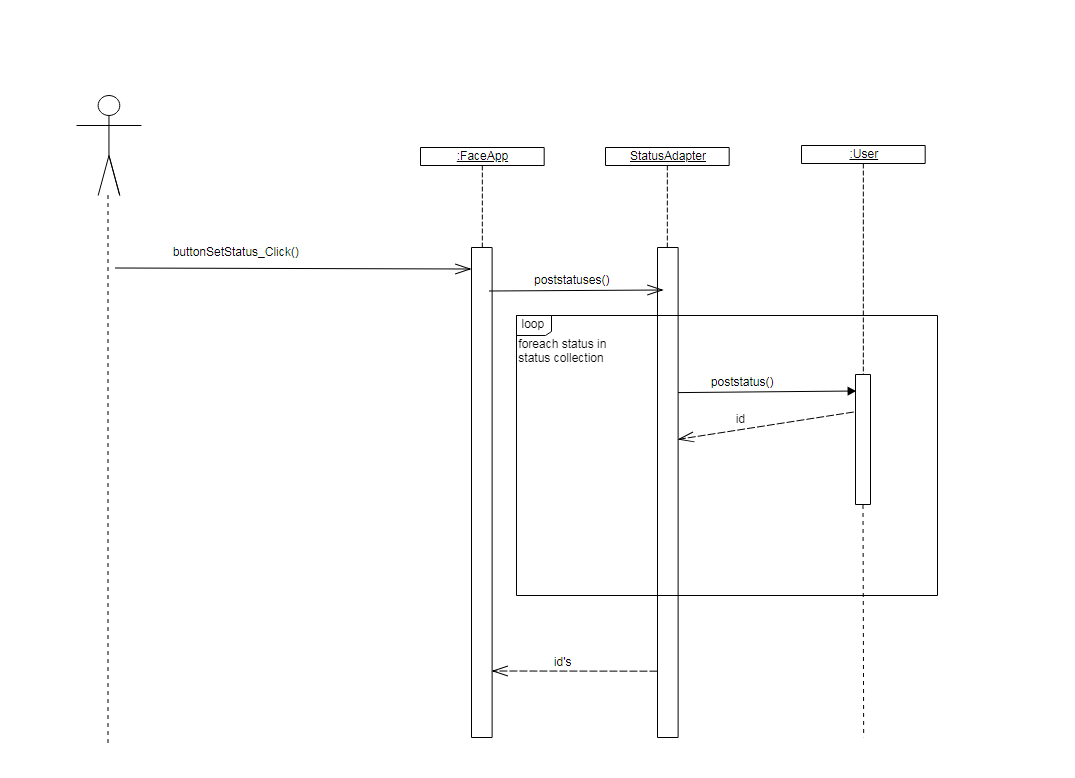 :FaceApp
StatusAdapter
:User
buttonSetStatus_Click()
poststatuses()
loop
foreach status in
status collection
poststatus()
id
id's